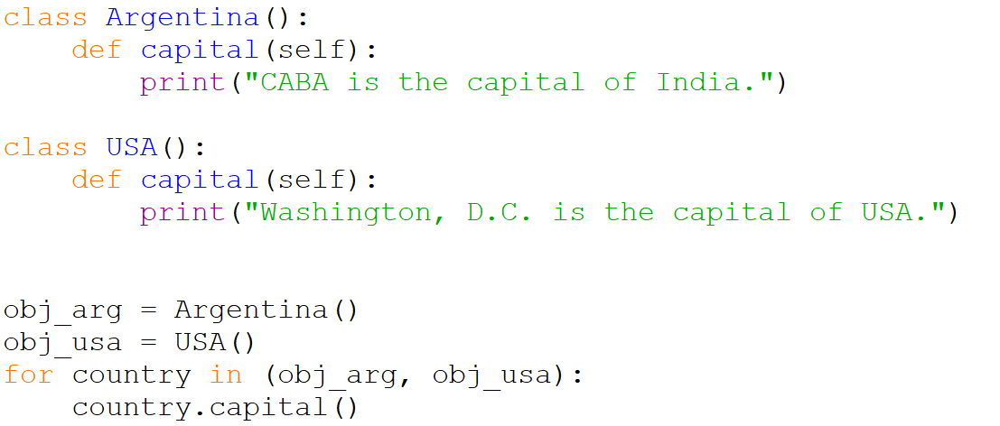 class Argentina():
    def capital(self):
        print("CABA is the capital of India.")

class USA():
    def capital(self):
        print("Washington, D.C. is the capital of USA.")


obj_arg = Argentina()
obj_usa = USA()
for country in (obj_arg, obj_usa):
    country.capital()